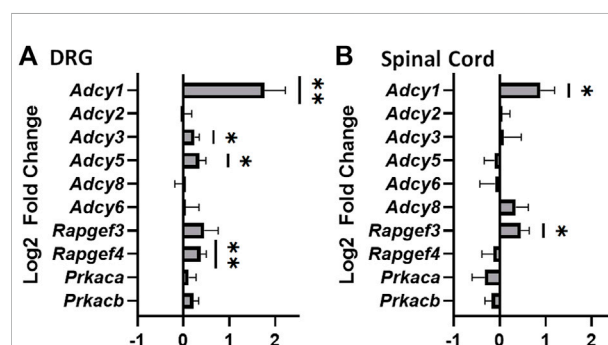 A DRG
Log2 Fold Change
Adcy1
Adcy2
Adcy3
Adcy5
Adcy8
Adcy6
Rapgef3
Rapgef4
Prkaca
Prkacb
**
*
*
**
-1 0 1 2
B Spinal Cord
Log2 Fold Change
Adcy1
Adcy2
Adcy3
Adcy5
Adcy6
Adcy8
Rapgef3
Rapgef4
Prkaca
Prkacb
*
*
-1 0 1 2